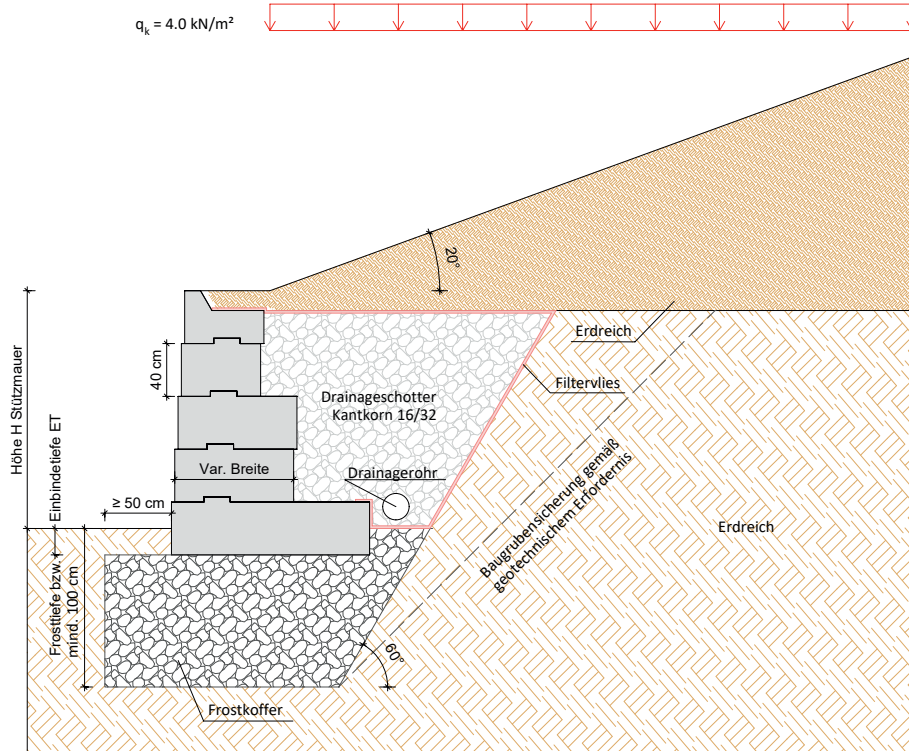 qk = 4.0 kN/m²
20°
Höhe H Stützmauer
40 cm
Erdreich
Filtervlies
Drainageschotter
Kantkorn 16/32
Einbindetiefe ET
Var. Breite
Drainagerohr
≥ 50 cm
Baugrubensicherung gemäß
geotechnischem Erfordernis
Erdreich
Frosttiefe bzw.
mind. 100 cm
60°
Frostkoffer